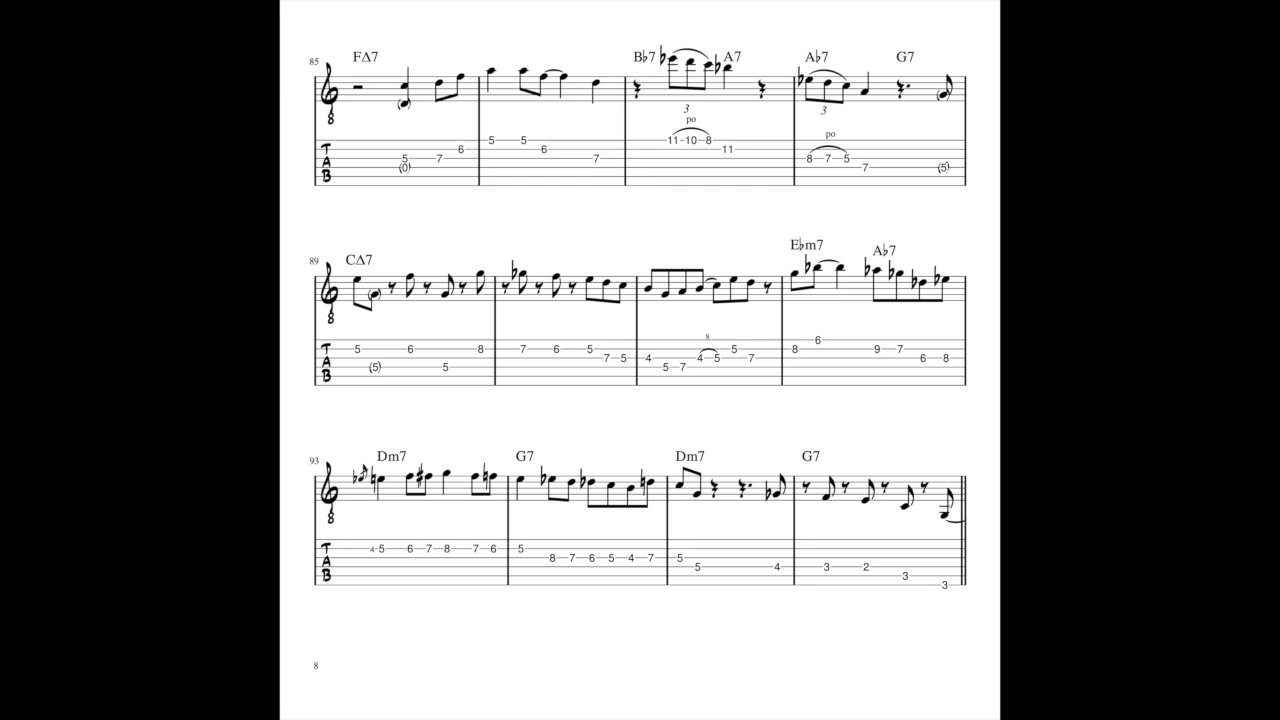 FΔ7 B♭7 A7 A♭7 G7
85
8
3 3
po po
5 (0) 7 6 5 5 6 7 11 10 8 11 8 7 5 7 (5)
T
A
B
CΔ7 E♭m7 A♭7
89
8
s
5 (5) 6 5 8 7 6 5 7 5 4 5 7 4 5 5 7 8 6 9 7 6 8
T
A
B
Dm7 G7 Dm7 G7
93
8
4 5 6 7 8 7 6 5 8 7 6 5 4 7 5 5 4 3 2 3 3
T
A
B
8